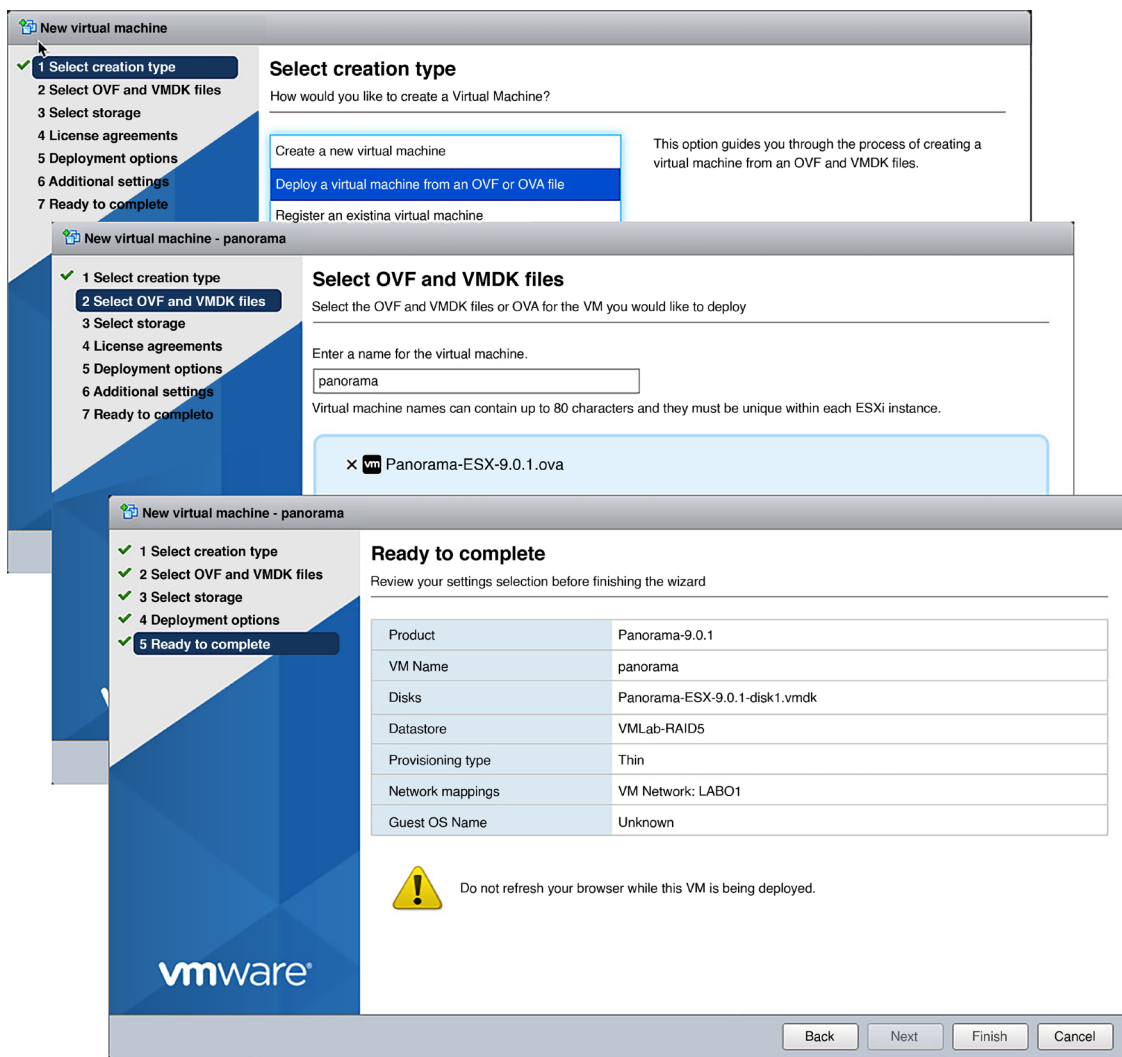 New virtual machine
1 Select creation type
2 Select OVF and VMDK files
3 Select storage
4 License agreements
5 Deployment options
6 Additional settings
7 Ready to complete
Select creation type
How would you like to create a Virtual Machine?
Create a new virtual machine
Deploy a virtual machine from an OVF or OVA file
Register an existina virtual machine
This option guides you through the process of creating a
virtual machine from an OVF and VMDK files.
New virtual machine - panorama
1 Select creation type
2 Select OVF and VMDK files
3 Select storage
4 License agreements
5 Deployment options
6 Additional settings
7 Ready to completo
Select OVF and VMDK files
Select the OVF and VMDK files or OVA for the VM you would like to deploy
Enter a name for the virtual machine.
panorama
Virtual machine names can contain up to 80 characters and they must be unique within each ESXi instance.
× vm Panorama-ESX-9.0.1.ova
New virtual machine - panorama
1 Select creation type
2 Select OVF and VMDK files
3 Select storage
4 Deployment options
5 Ready to complete
vmware®
Ready to complete
Review your settings selection before finishing the wizard
Product Panorama-9.0.1
VM Name panorama
Disks Panorama-ESX-9.0.1-disk1.vmdk
Datastore VMLab-RAID5
Provisioning type Thin
Network mappings VM Network: LABO1
Guest OS Name Unknown
Do not refresh your browser while this VM is being deployed.
Back Next Finish Cancel